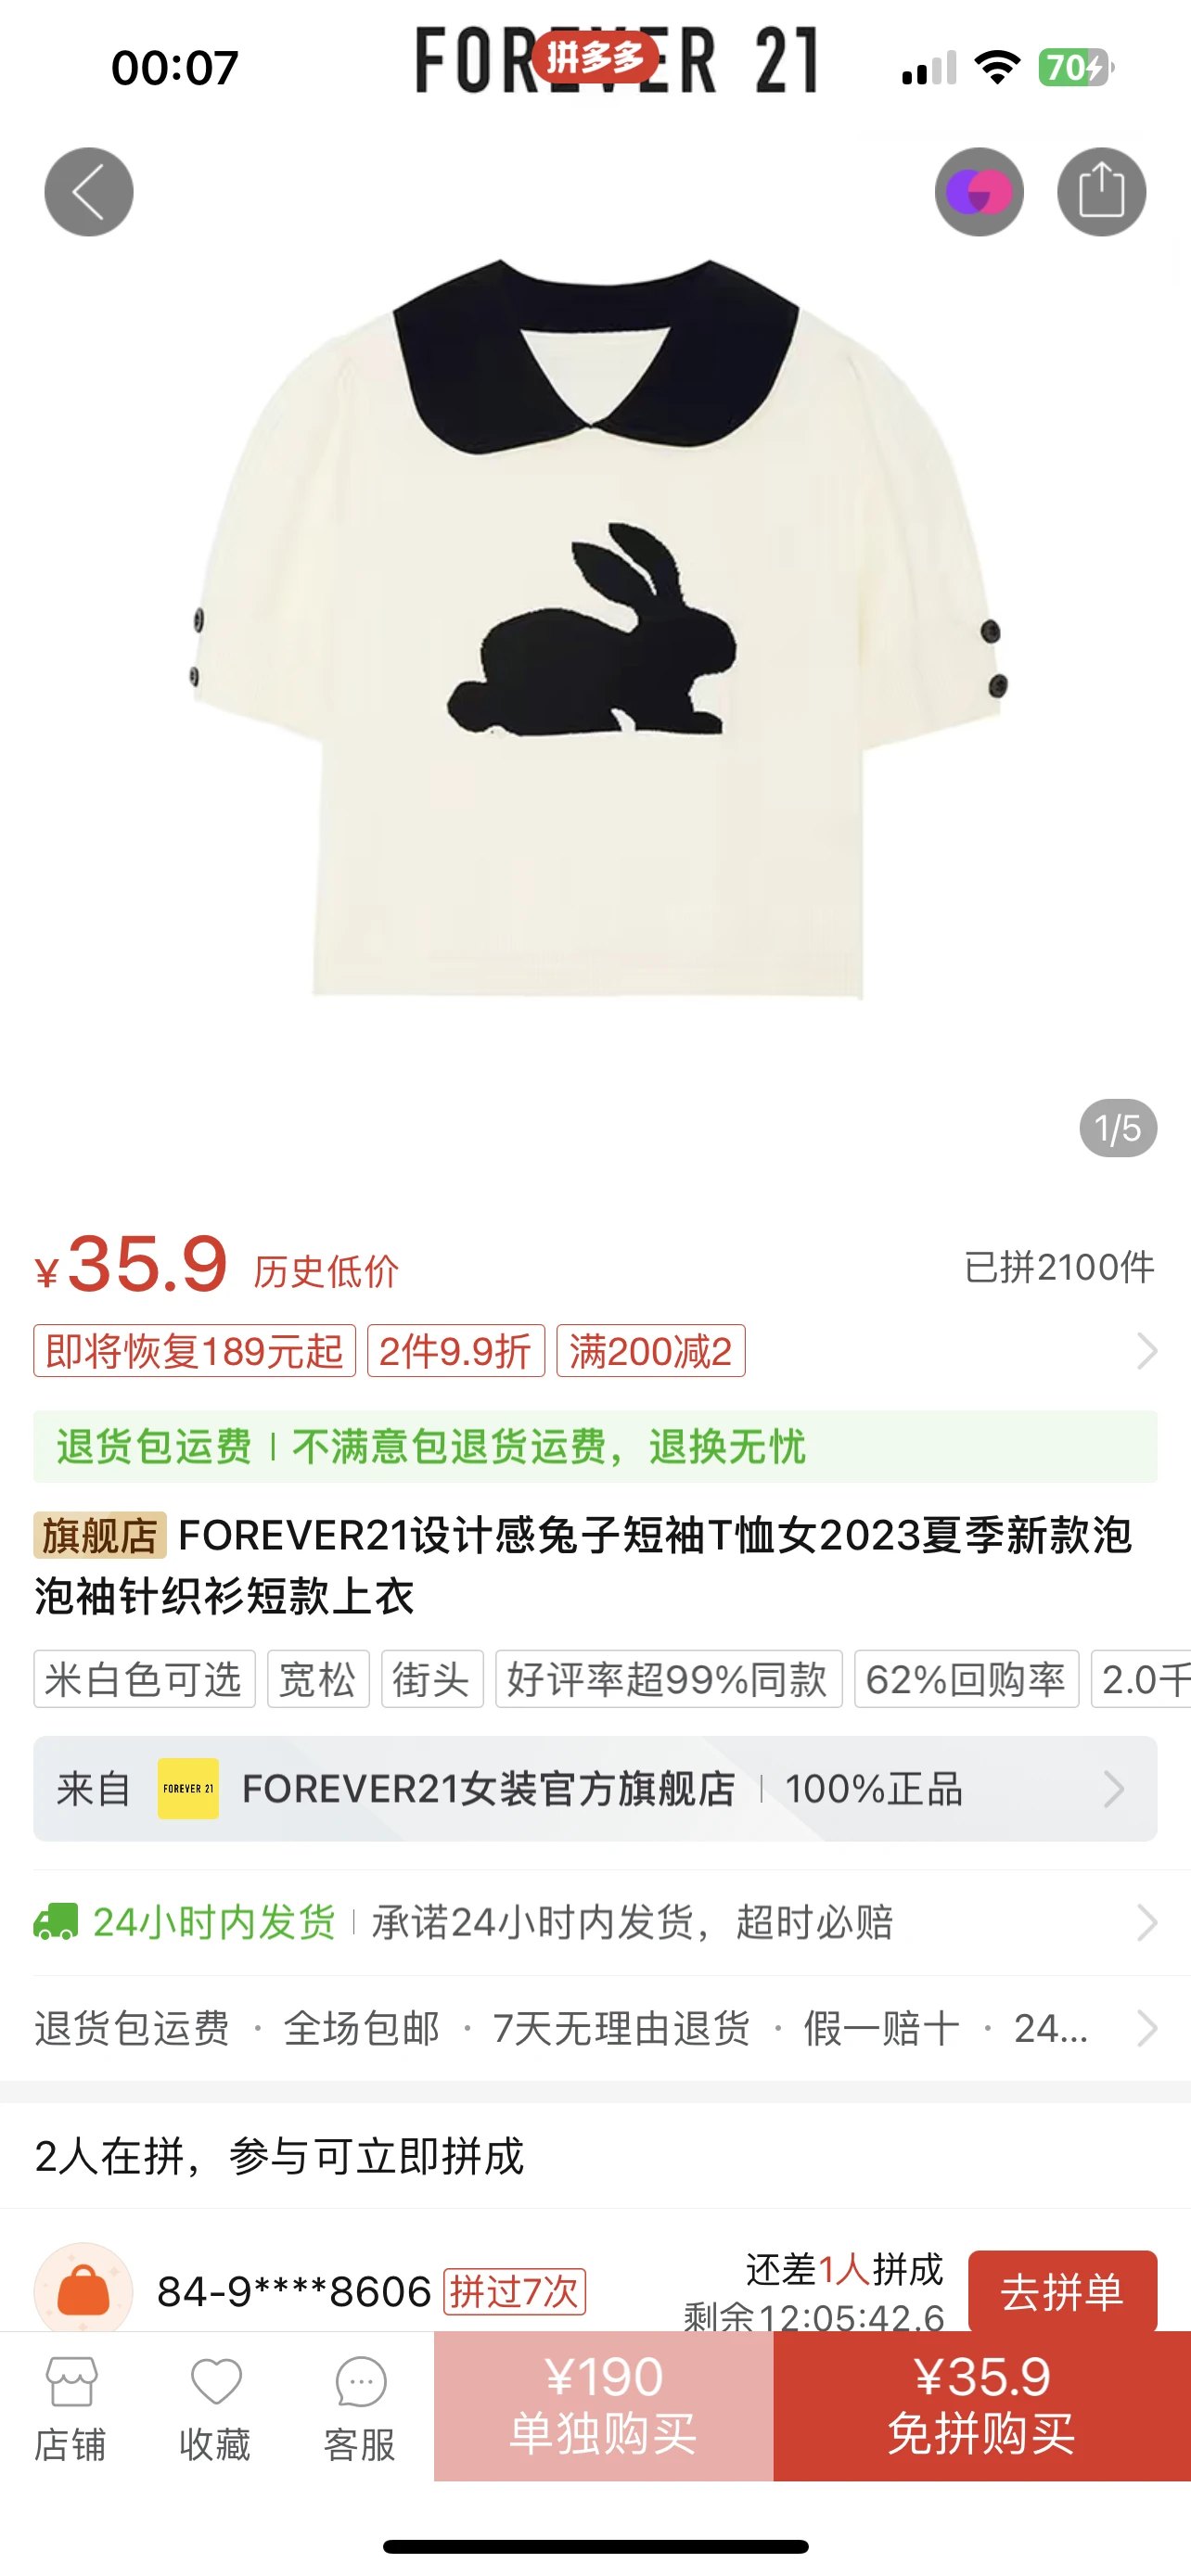 00:07
FOREVER 21
拼多多
70
1/5
¥35.9 历史低价
已拼2100件
即将恢复189元起 2件9.9折 满200减2
退货包运费 | 不满意包退货运费，退换无忧
旗舰店 FOREVER21设计感兔子短袖T恤女2023夏季新款泡
泡袖针织衫短款上衣
米白色可选 宽松 街头 好评率超99%同款 62%回购率 2.0千
来自 FOREVER 21 FOREVER21女装官方旗舰店 | 100%正品
24小时内发货 | 承诺24小时内发货，超时必赔
退货包运费 · 全场包邮 · 7天无理由退货 · 假一赔十 · 24...
2人在拼，参与可立即拼成
84-9****8606 拼过7次
还差1人拼成
剩余12:05:42.6
去拼单
店铺
收藏
客服
¥190
单独购买
¥35.9
免拼购买